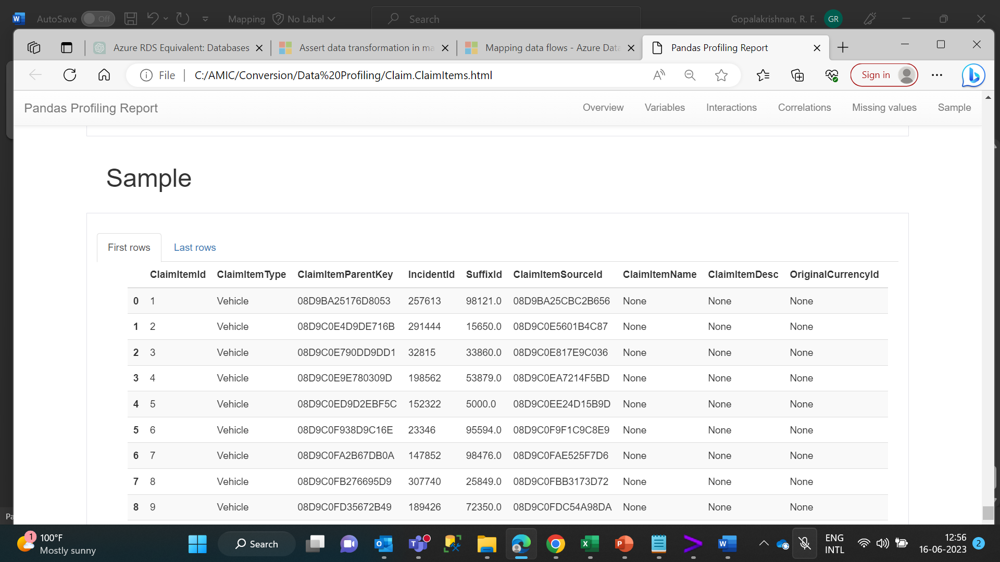 AutoSave Off Mapping No Label Search Gopalakrishnan, R. F. GR
Azure RDS Equivalent: Databases Assert data transformation in ma Mapping data flows - Azure Data Pandas Profiling Report
File C:/AMIC/Conversion/Data%20Profiling/Claim.ClaimItems.html Sign in
Pandas Profiling Report Overview Variables Interactions Correlations Missing values Sample
Sample
First rows Last rows
ClaimItemId ClaimItemType ClaimItemParentKey IncidentId SuffixId ClaimItemSourceId ClaimItemName ClaimItemDesc OriginalCurrencyId
0 1 Vehicle 08D9BA25176D8053 257613 98121.0 08D9BA25CBC2B656 None None None
1 2 Vehicle 08D9C0E4D9DE716B 291444 15650.0 08D9C0E5601B4C87 None None None
2 3 Vehicle 08D9C0E790DD9DD1 32815 33860.0 08D9C0E817E9C036 None None None
3 4 Vehicle 08D9C0E9E780309D 198562 53879.0 08D9C0EA7214F5BD None None None
4 5 Vehicle 08D9C0ED9D2EBF5C 152322 5000.0 08D9C0EE24D15B9D None None None
5 6 Vehicle 08D9C0F938D9C16E 23346 95594.0 08D9C0F9F1C9C8E9 None None None
6 7 Vehicle 08D9C0FA2B67DB0A 147852 98476.0 08D9C0FAE525F7D6 None None None
7 8 Vehicle 08D9C0FB276695D9 307740 25849.0 08D9C0FBB3173D72 None None None
8 9 Vehicle 08D9C0FD35672B49 189426 72350.0 08D9C0FDC54A98DA None None None
Pa
1 100°F Search ENG 12:56
Mostly sunny INTL 16-06-2023 2